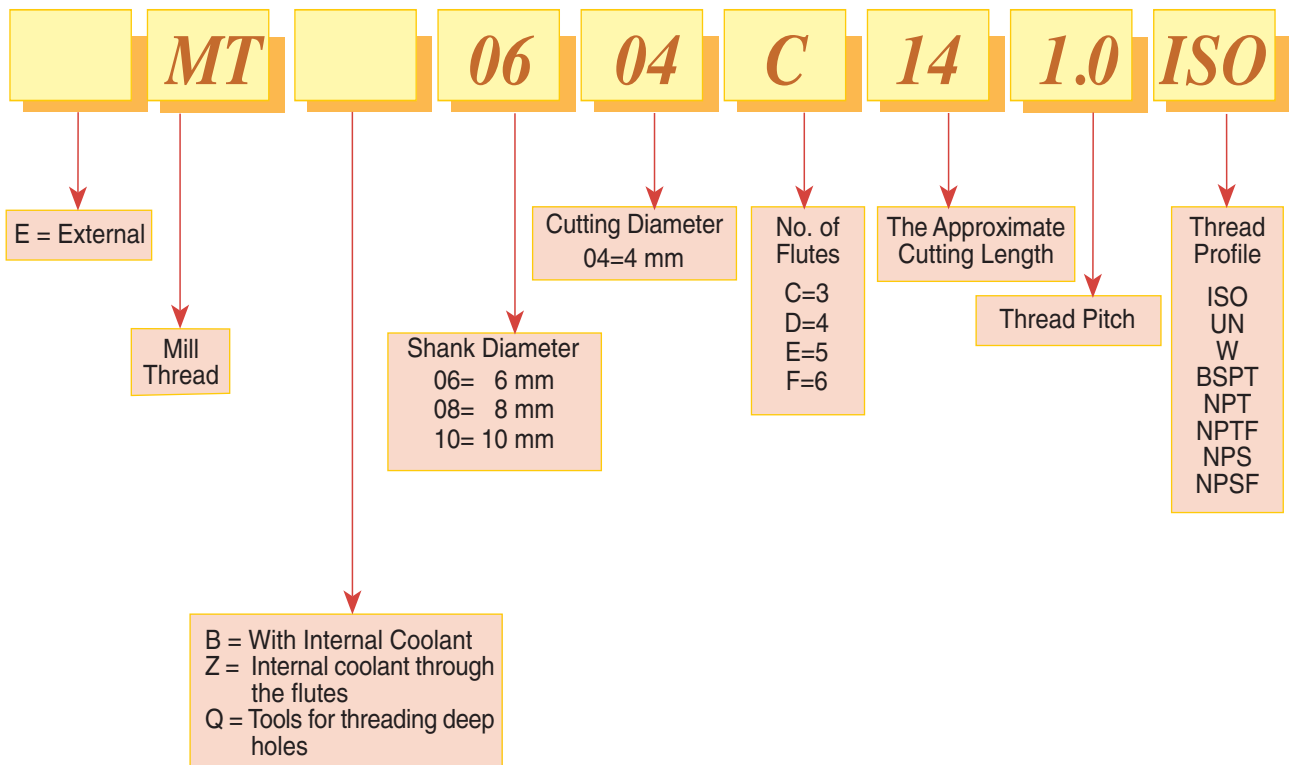 MT 06 04 C 14 1.0 ISO
E = External
Mill
Thread
Shank Diameter
06= 6 mm
08= 8 mm
10= 10 mm
Cutting Diameter
04=4 mm
No. of
Flutes
C=3
D=4
E=5
F=6
The Approximate
Cutting Length
Thread Pitch
Thread
Profile
ISO
UN
W
BSPT
NPT
NPTF
NPS
NPSF
B = With Internal Coolant
Z = Internal coolant through
the flutes
Q = Tools for threading deep
holes